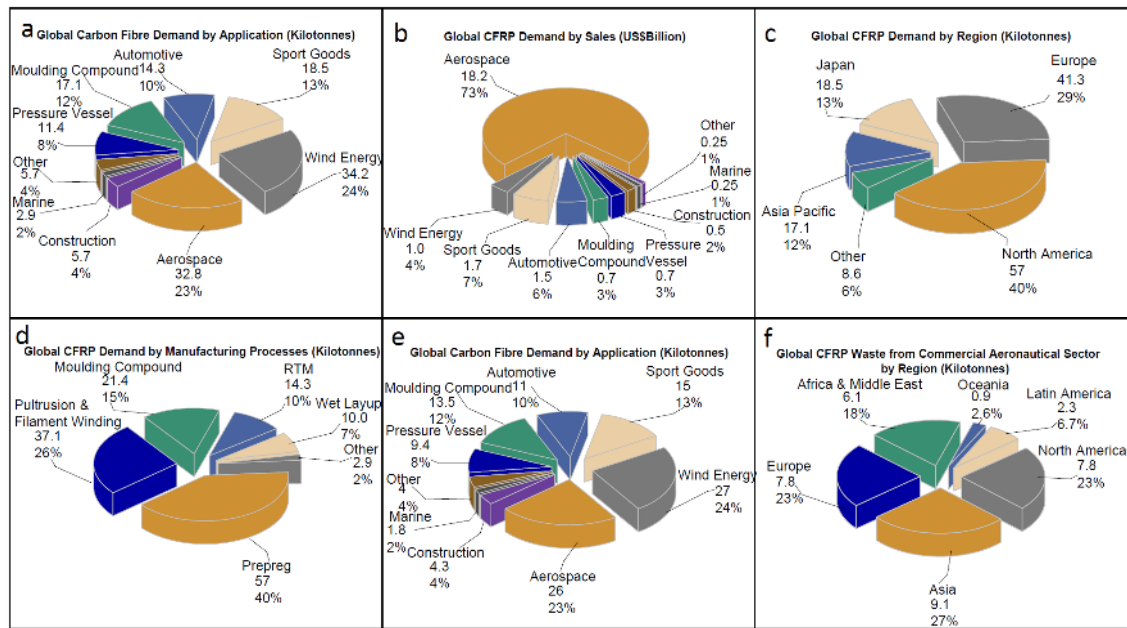 a
Global Carbon Fibre Demand by Application (Kilotonnes)
Automotive
14.3
10%
Sport Goods
18.5
13%
Moulding Compound
17.1
12%
Pressure Vessel
11.4
8%
Wind Energy
34.2
24%
Other
5.7
4%
Marine
2.9
2%
Construction
5.7
4%
Aerospace
32.8
23%
b
Global CFRP Demand by Sales (US$Billion)
Aerospace
18.2
73%
Other
0.25
1%
Marine
0.25
1%
Construction
0.5
2%
Wind Energy
1.0
4%
Sport Goods
1.7
7%
Automotive
1.5
6%
Moulding
Compound
0.7
3%
Pressure
Vessel
0.7
3%
c
Global CFRP Demand by Region (Kilotonnes)
Japan
18.5
13%
Europe
41.3
29%
Asia Pacific
17.1
12%
Other
8.6
6%
North America
57
40%
d
Global CFRP Demand by Manufacturing Processes (Kilotonnes)
Moulding Compound
21.4
15%
RTM
14.3
10%
Pultrusion &
Filament Winding
37.1
26%
Wet Layup
10.0
7%
Other
2.9
2%
Prepreg
57
40%
e
Global Carbon Fibre Demand by Application (Kilotonnes)
Automotive
11
10%
Sport Goods
15
13%
Moulding Compound
13.5
12%
Pressure Vessel
9.4
8%
Wind Energy
27
24%
Other
4
4%
Marine
1.8
2%
Construction
4.3
4%
Aerospace
26
23%
f
Global CFRP Waste from Commercial Aeronautical Sector
by Region (Kilotonnes)
Africa & Middle East
6.1
18%
Oceania
0.9
2.6%
Latin America
2.3
6.7%
North America
7.8
23%
Europe
7.8
23%
Asia
9.1
27%